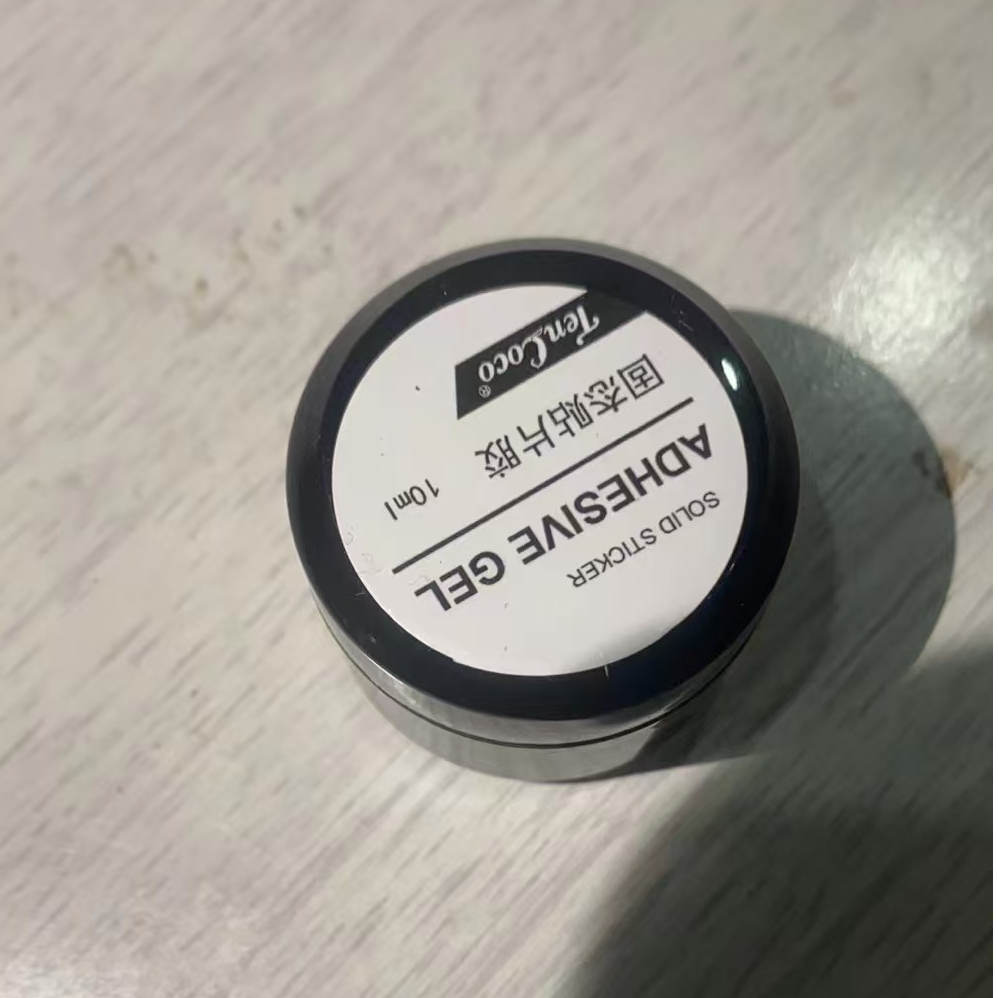 SOLID STICKER
ADHESIVE GEL
固态贴片胶 10ml
TenCoco®